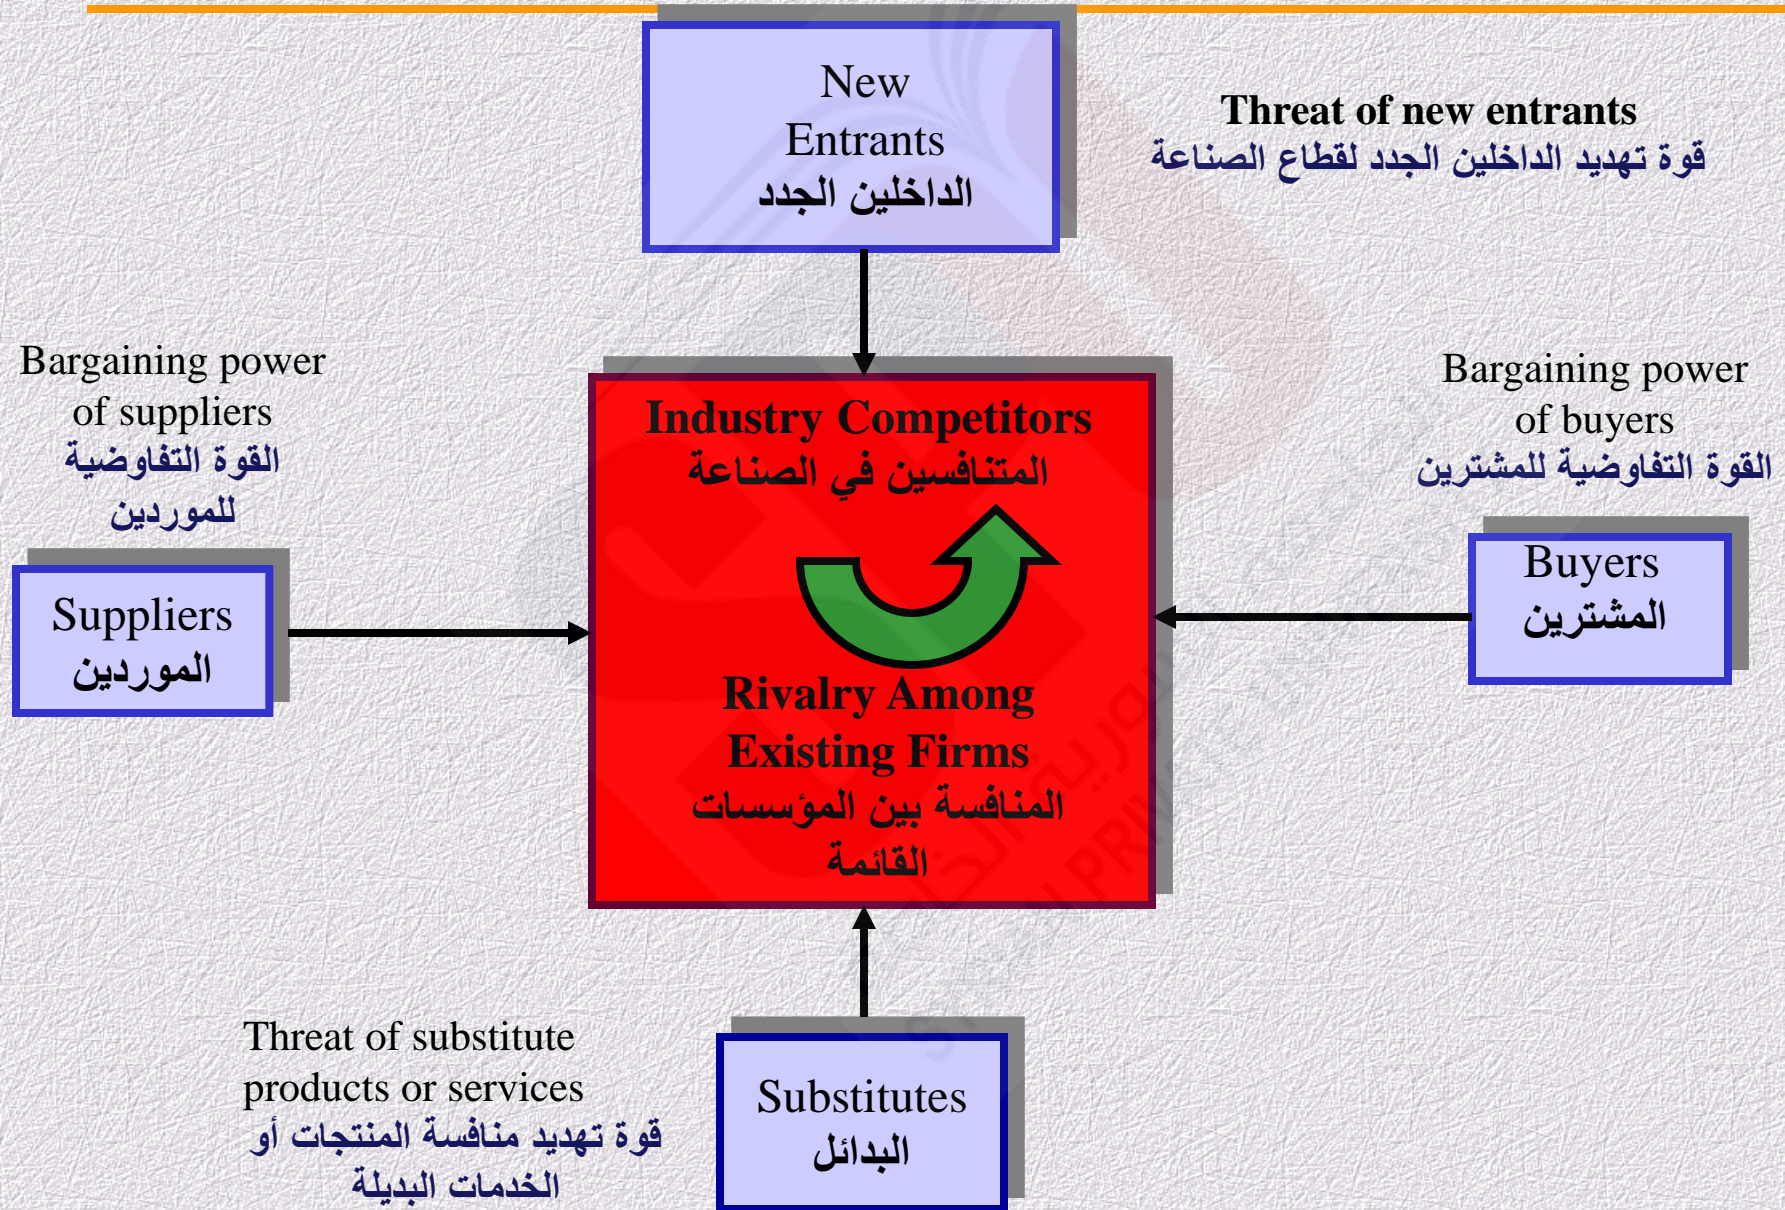 New
Entrants
الداخلين الجدد
Threat of new entrants
قوة تهديد الداخلين الجدد لقطاع الصناعة
Bargaining power
of suppliers
القوة التفاوضية
للموردين
Suppliers
الموردين
Industry Competitors
المتنافسين في الصناعة
Rivalry Among
Existing Firms
المنافسة بين المؤسسات
القائمة
Bargaining power
of buyers
القوة التفاوضية للمشترين
Buyers
المشترين
Threat of substitute
products or services
قوة تهديد منافسة المنتجات أو
الخدمات البديلة
Substitutes
البدائل